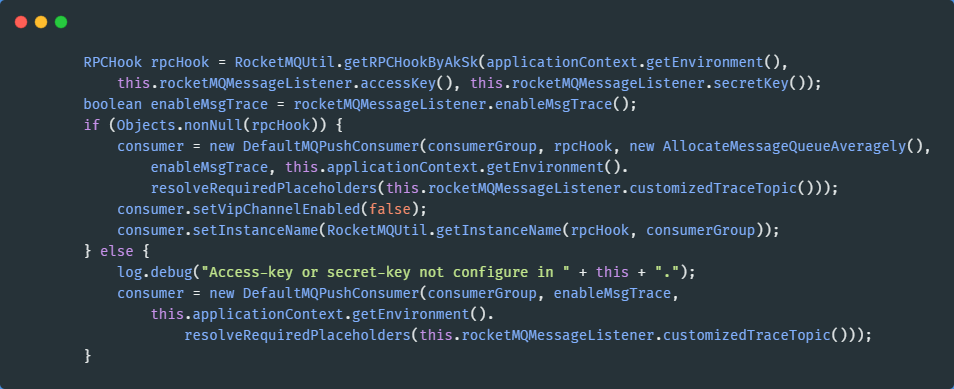 RPCHook rpcHook = RocketMQUtil.getRPCHookByAkSk(applicationContext.getEnvironment(),
    this.rocketMQMessageListener.accessKey(), this.rocketMQMessageListener.secretKey());
boolean enableMsgTrace = rocketMQMessageListener.enableMsgTrace();
if (Objects.nonNull(rpcHook)) {
    consumer = new DefaultMQPushConsumer(consumerGroup, rpcHook, new AllocateMessageQueueAveragely(),
        enableMsgTrace, this.applicationContext.getEnvironment().
        resolveRequiredPlaceholders(this.rocketMQMessageListener.customizedTraceTopic()));
    consumer.setVipChannelEnabled(false);
    consumer.setInstanceName(RocketMQUtil.getInstanceName(rpcHook, consumerGroup));
} else {
    log.debug("Access-key or secret-key not configure in " + this + ".");
    consumer = new DefaultMQPushConsumer(consumerGroup, enableMsgTrace,
        this.applicationContext.getEnvironment().
            resolveRequiredPlaceholders(this.rocketMQMessageListener.customizedTraceTopic()));
}